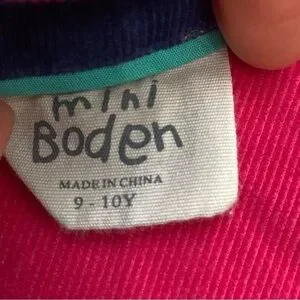 mini
Boden
MADE IN CHINA
9 - 10Y